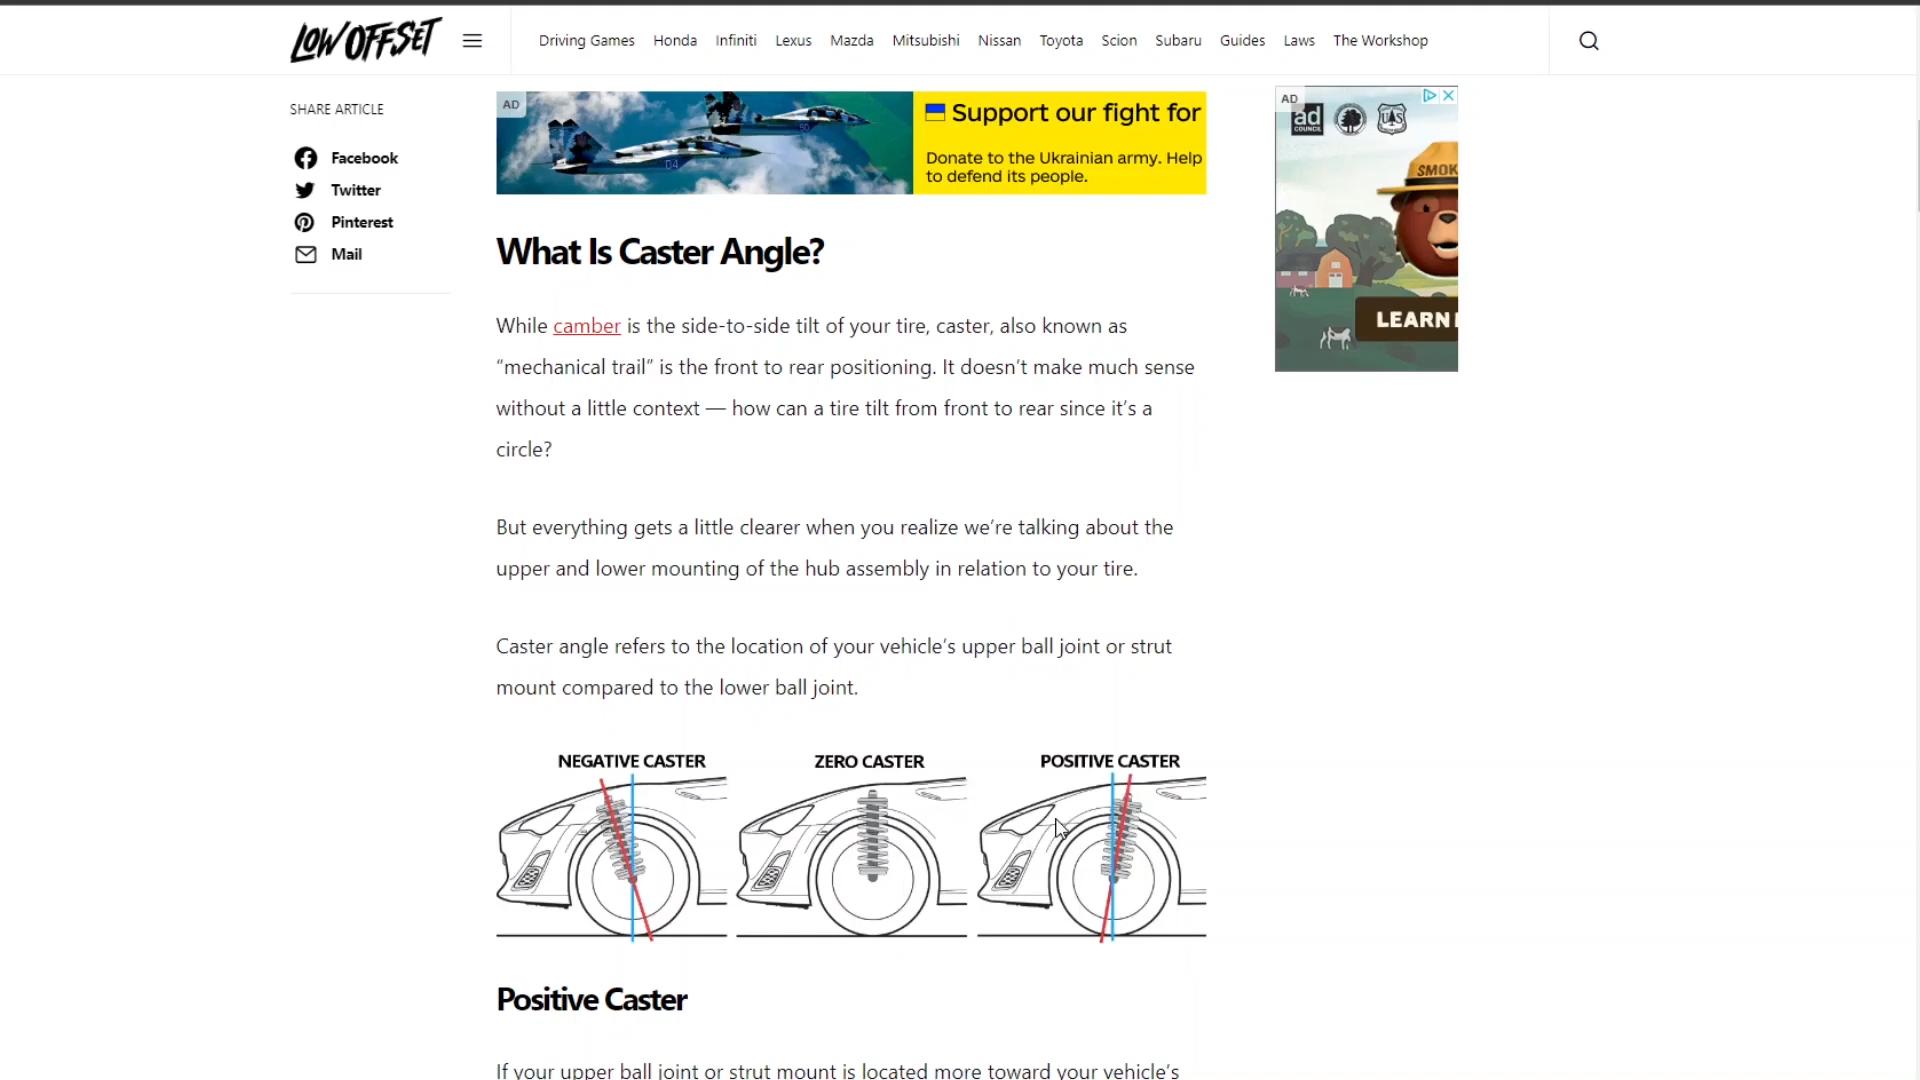 LOW OFFSET
Driving Games Honda Infiniti Lexus Mazda Mitsubishi Nissan Toyota Scion Subaru Guides Laws The Workshop
SHARE ARTICLE
Facebook
Twitter
Pinterest
Mail
AD
Support our fight for
Donate to the Ukrainian army. Help
to defend its people.
AD
ad
COUNCIL
SMOK
LEARN
What Is Caster Angle?
While camber is the side-to-side tilt of your tire, caster, also known as
“mechanical trail” is the front to rear positioning. It doesn’t make much sense
without a little context — how can a tire tilt from front to rear since it’s a
circle?
But everything gets a little clearer when you realize we’re talking about the
upper and lower mounting of the hub assembly in relation to your tire.
Caster angle refers to the location of your vehicle’s upper ball joint or strut
mount compared to the lower ball joint.
NEGATIVE CASTER ZERO CASTER POSITIVE CASTER
Positive Caster
If your upper ball joint or strut mount is located more toward your vehicle’s